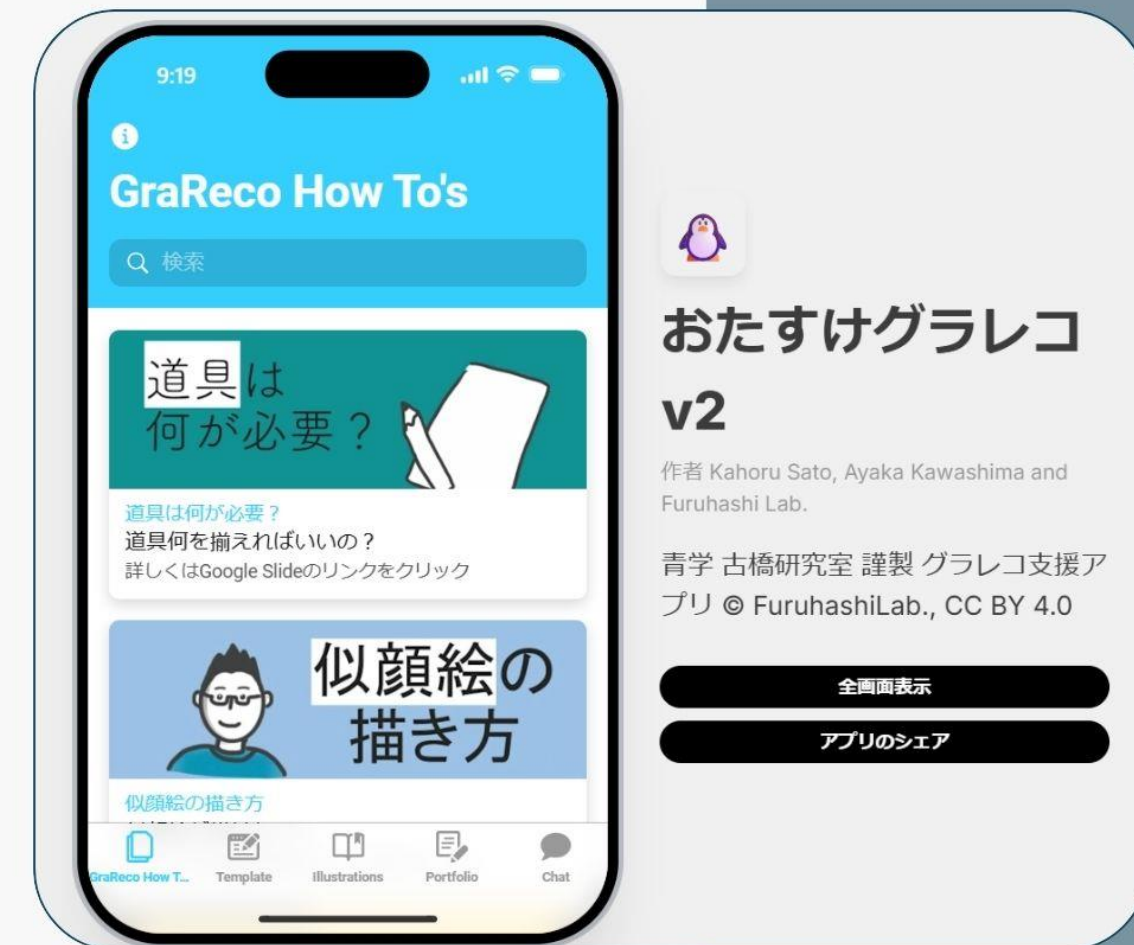 9:19
GraReco How To's
検索
道具は
何が必要？
道具は何が必要？
道具何を揃えればいいの？
詳しくはGoogle Slideのリンクをクリック
似顔絵の
描き方
似顔絵の描き方
GraReco How T...
Template
Illustrations
Portfolio
Chat
おたすけグラレコ
v2
作者 Kahoru Sato, Ayaka Kawashima and
Furuhashi Lab.
青学 古橋研究室 謹製 グラレコ支援ア
プリ © FuruhashiLab., CC BY 4.0
全画面表示
アプリのシェア